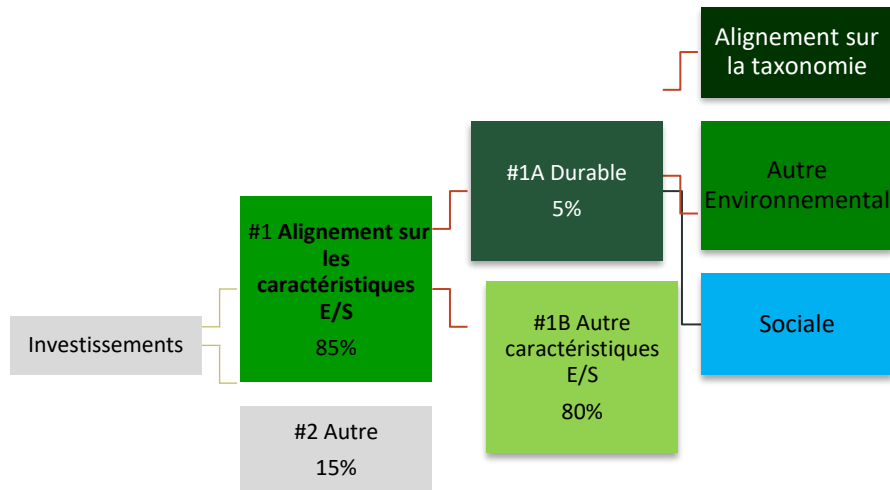 Investissements
#1 Alignement sur
les
caractéristiques
E/S
85%
#2 Autre
15%
#1A Durable
5%
#1B Autre
caractéristiques
E/S
80%
Alignement sur
la taxonomie
Autre
Environnemental
Sociale